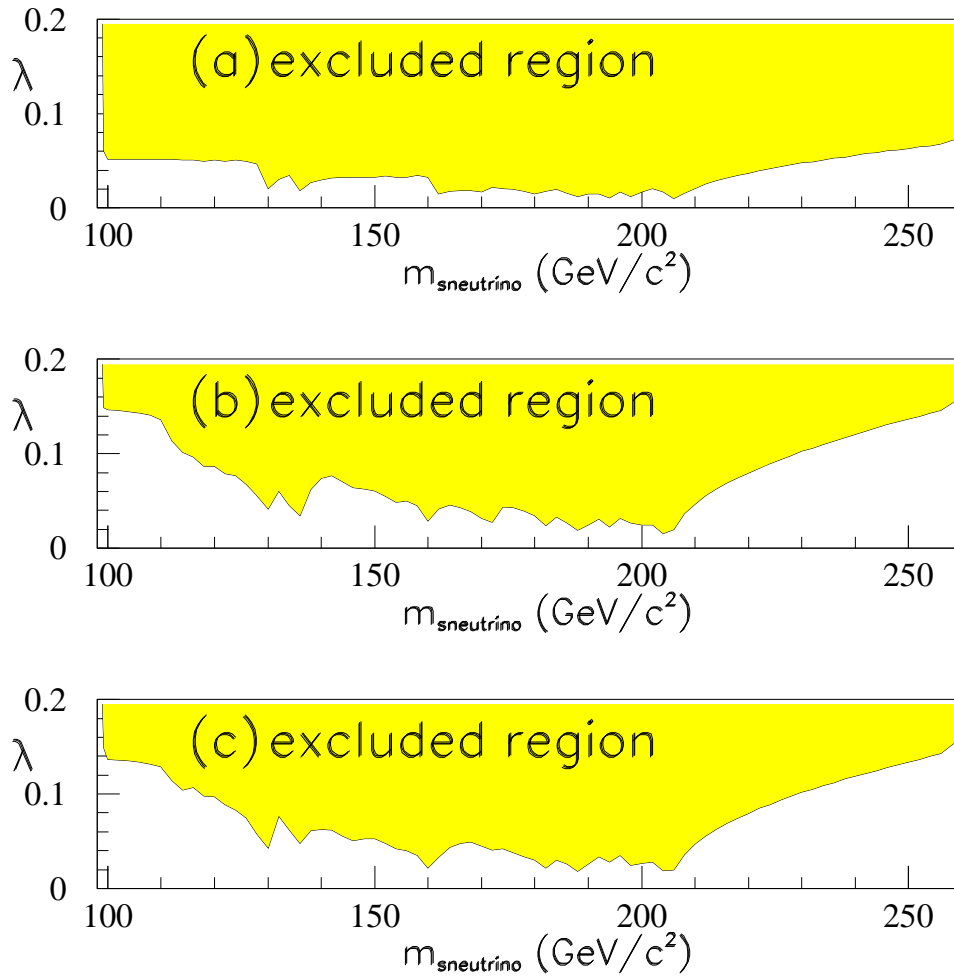 0.2
(a) excluded region
λ
0.1
0
100 150 200 250
m_sneutrino (GeV/c²)
0.2
(b) excluded region
λ
0.1
0
100 150 200 250
m_sneutrino (GeV/c²)
0.2
(c) excluded region
λ
0.1
0
100 150 200 250
m_sneutrino (GeV/c²)